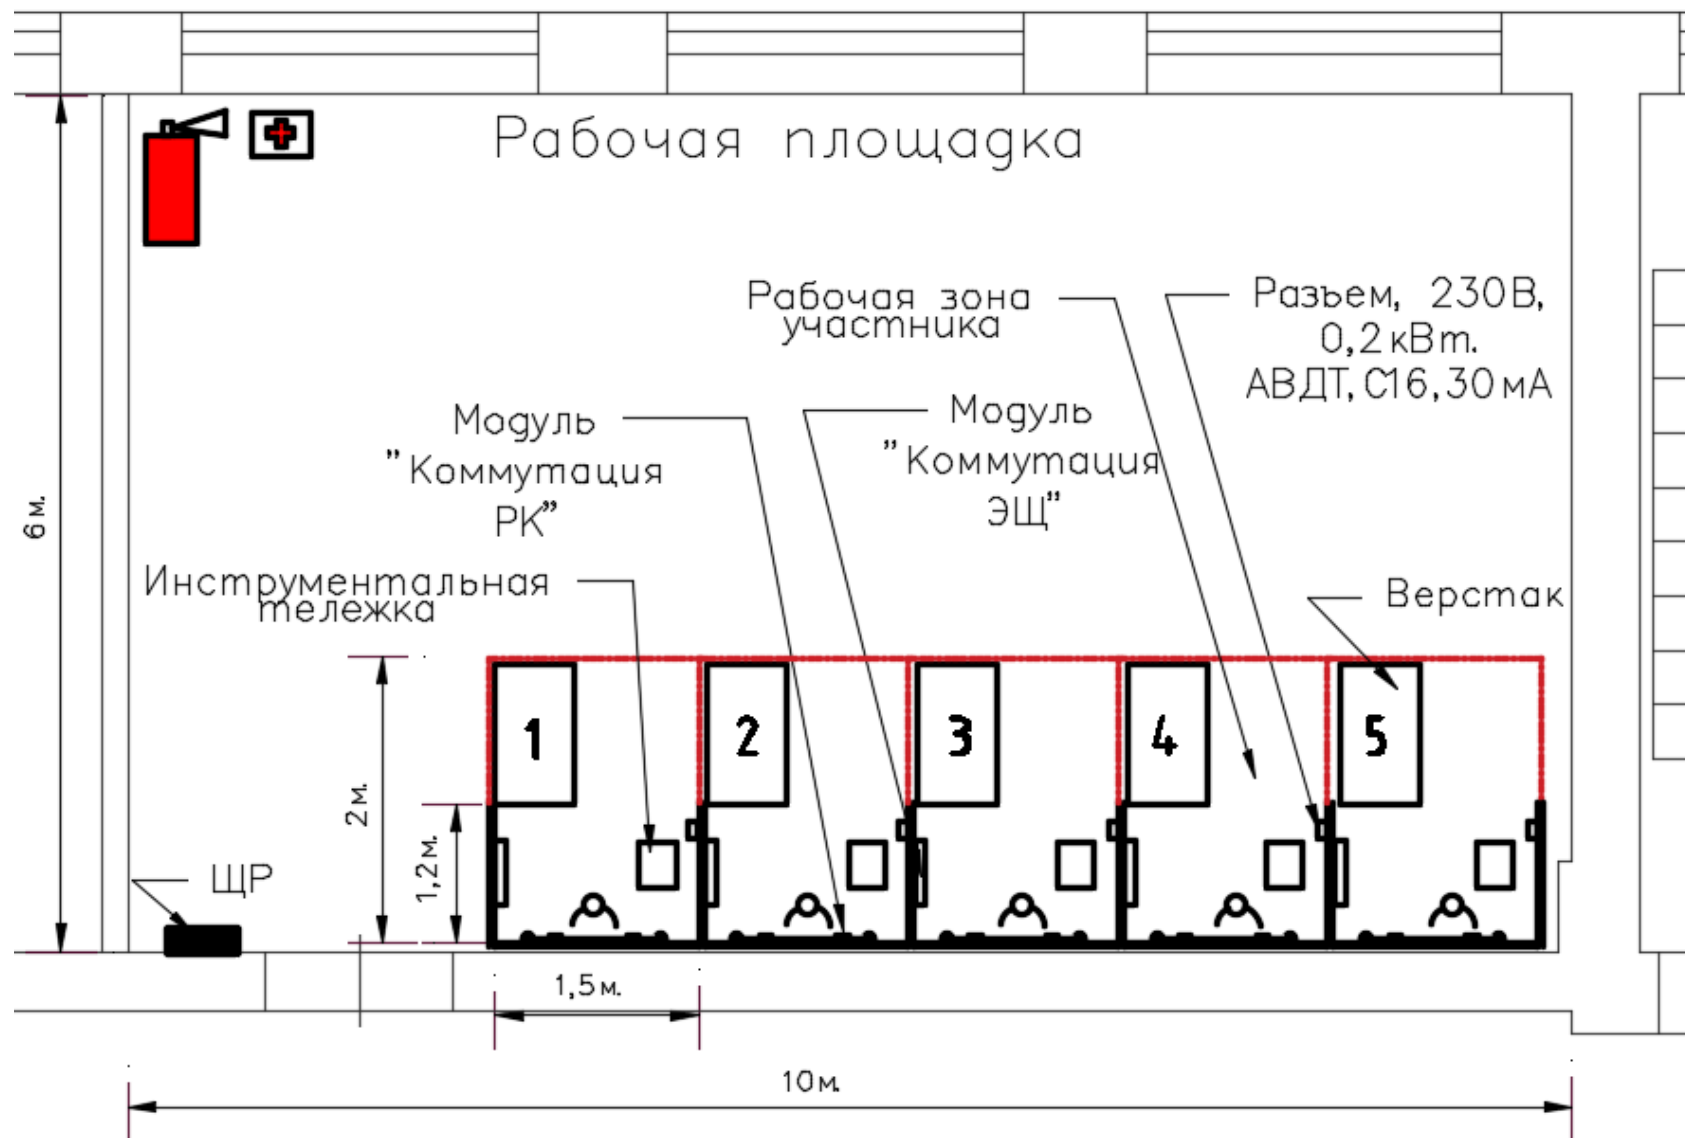 Рабочая площадка
Рабочая зона
участника
Разъем, 230В,
0,2кВт.
АВДТ, С16,30мА
Модуль
"Коммутация
РК"
Модуль
"Коммутация
ЭЩ"
6м.
Инструментальная
тележка
Верстак
1
2
3
4
5
2м.
1,2м.
ЩР
1,5м.
10м.